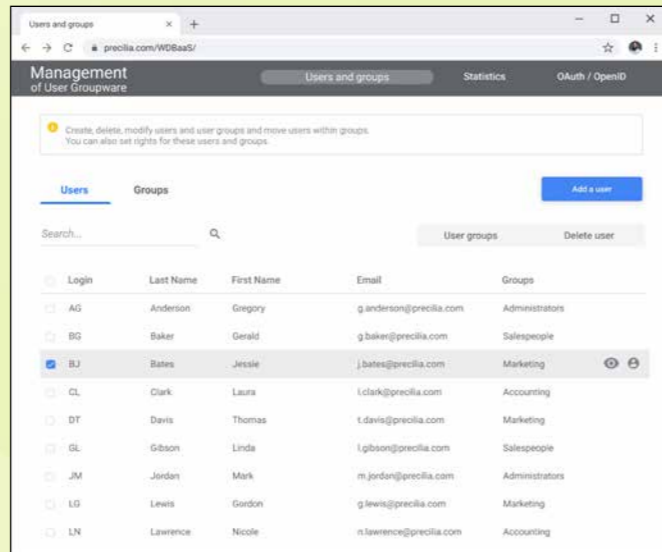 Users and groups
precilia.com/WDBaaS/
Management
of User Groupware
Users and groups
Statistics
OAuth / OpenID
Create, delete, modify users and user groups and move users within groups.
You can also set rights for these users and groups.
Users
Groups
Add a user
Search...
User groups
Delete user
Login Last Name First Name Email Groups
AG Anderson Gregory g.anderson@precilia.com Administrators
BG Baker Gerald g.baker@precilia.com Salespeople
BJ Bates Jessie j.bates@precilia.com Marketing
CL Clark Laura l.clark@precilia.com Accounting
DT Davis Thomas t.davis@precilia.com Marketing
GL Gibson Linda l.gibson@precilia.com Salespeople
JM Jordan Mark m.jordan@precilia.com Administrators
LG Lewis Gordon g.lewis@precilia.com Marketing
LN Lawrence Nicole n.lawrence@precilia.com Accounting